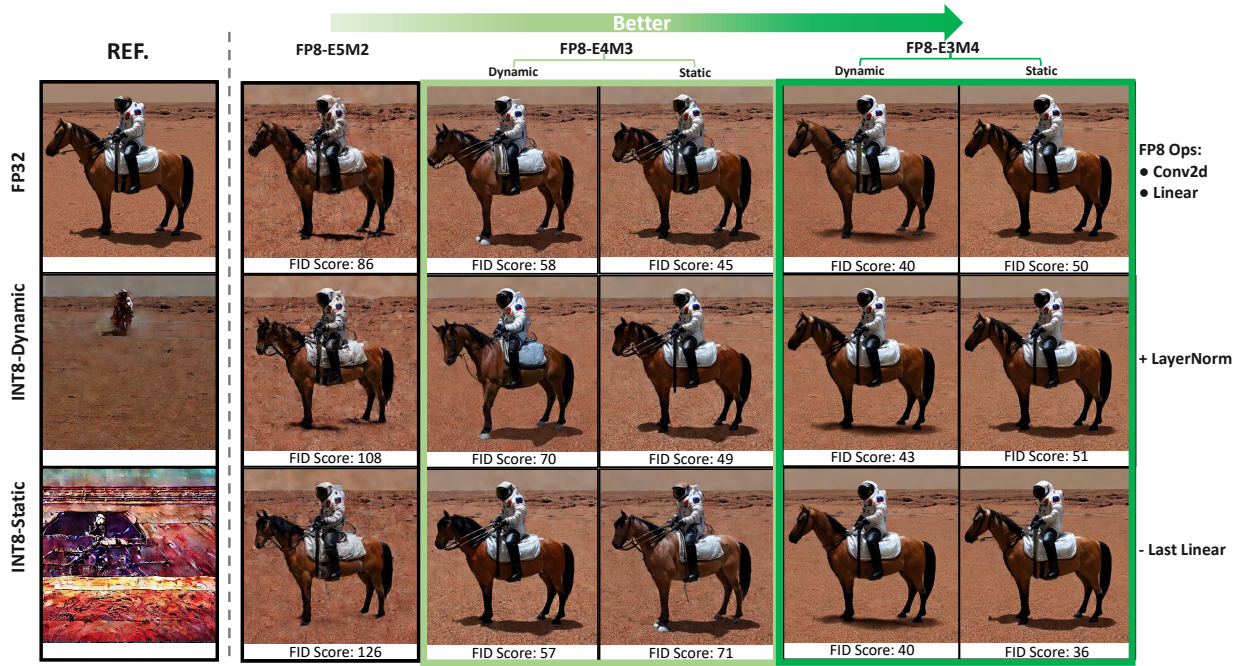 Better
REF.
FP8-E5M2
FP8-E4M3
FP8-E3M4
Dynamic
Static
Dynamic
Static
FP32
FID Score: 86
FID Score: 58
FID Score: 45
FID Score: 40
FID Score: 50
FP8 Ops:
● Conv2d
● Linear
INT8-Dynamic
FID Score: 108
FID Score: 70
FID Score: 49
FID Score: 43
FID Score: 51
+ LayerNorm
INT8-Static
FID Score: 126
FID Score: 57
FID Score: 71
FID Score: 40
FID Score: 36
- Last Linear